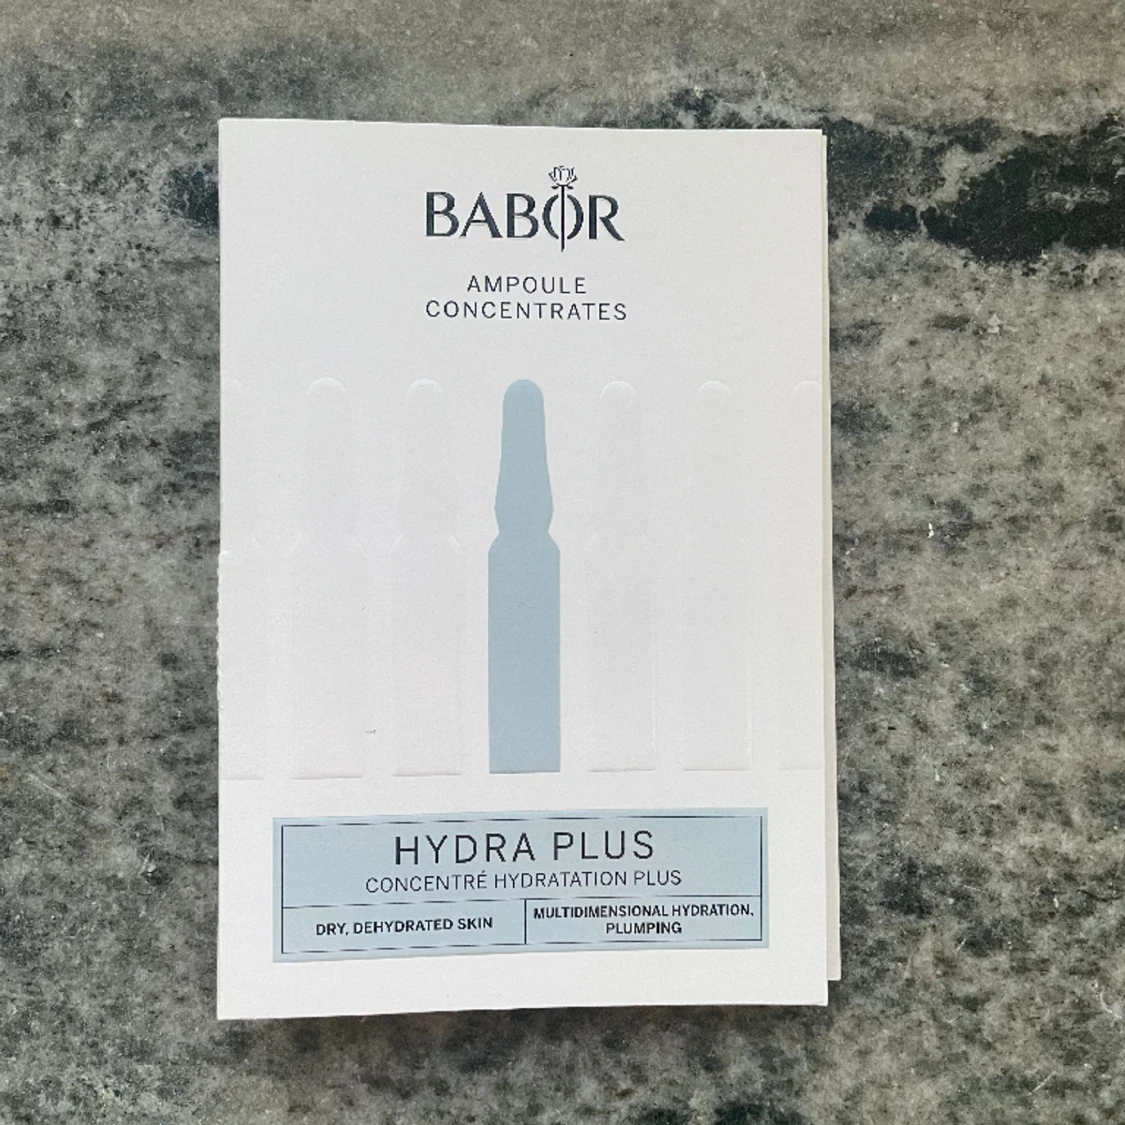 BABOR
AMPOULE
CONCENTRATES
HYDRA PLUS
CONCENTRÉ HYDRATATION PLUS
DRY, DEHYDRATED SKIN
MULTIDIMENSIONAL HYDRATION,
PLUMPING